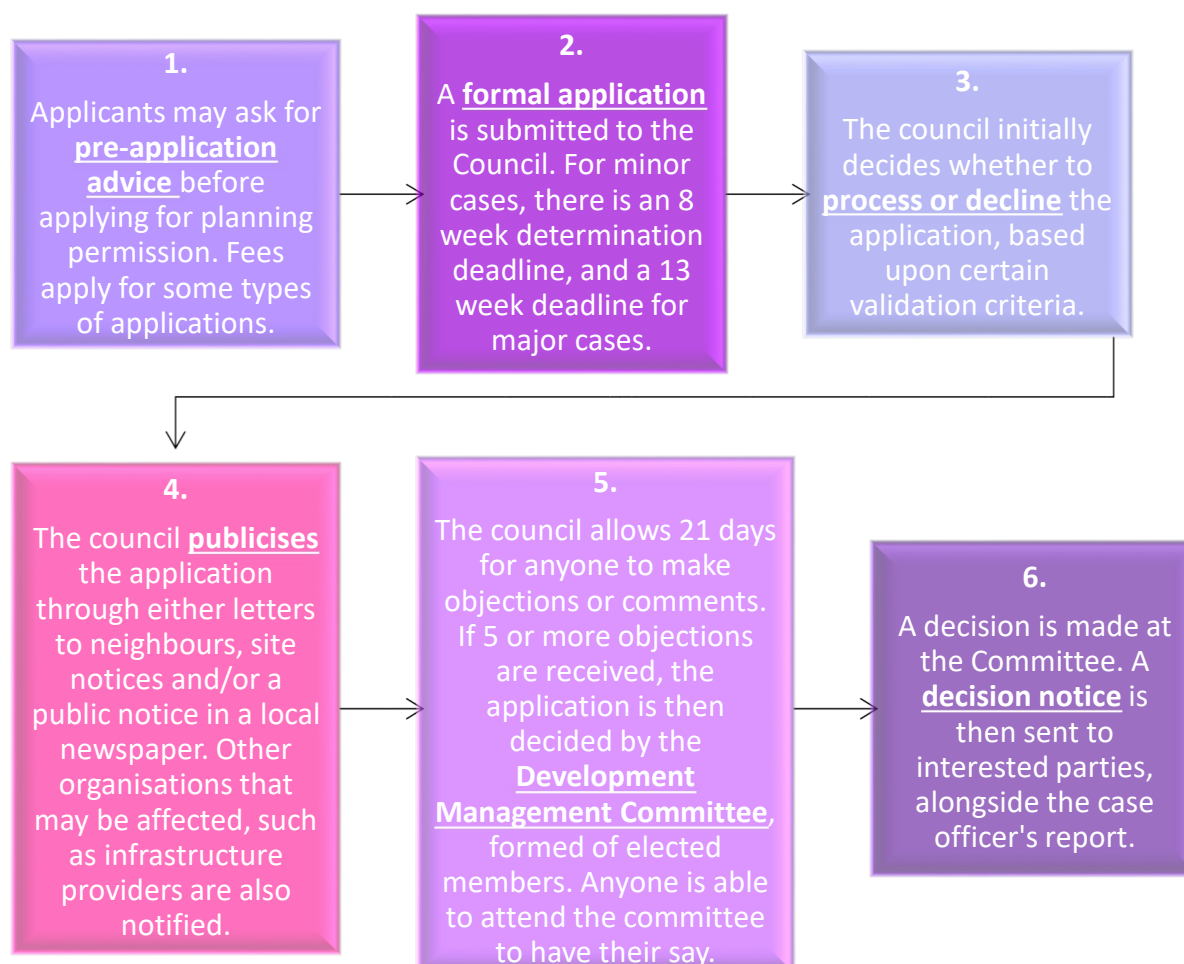 1.
Applicants may ask for
pre-application
advice before
applying for planning
permission. Fees
apply for some types
of applications.
2.
A formal application
is submitted to the
Council. For minor
cases, there is an 8
week determination
deadline, and a 13
week deadline for
major cases.
3.
The council initially
decides whether to
process or decline the
application, based
upon certain
validation criteria.
4.
The council publicises
the application
through either letters
to neighbours, site
notices and/or a
public notice in a local
newspaper. Other
organisations that
may be affected, such
as infrastructure
providers are also
notified.
5.
The council allows 21 days
for anyone to make
objections or comments.
If 5 or more objections
are received, the
application is then
decided by the
Development
Management Committee,
formed of elected
members. Anyone is able
to attend the committee
to have their say.
6.
A decision is made at
the Committee. A
decision notice is
then sent to
interested parties,
alongside the case
officer's report.